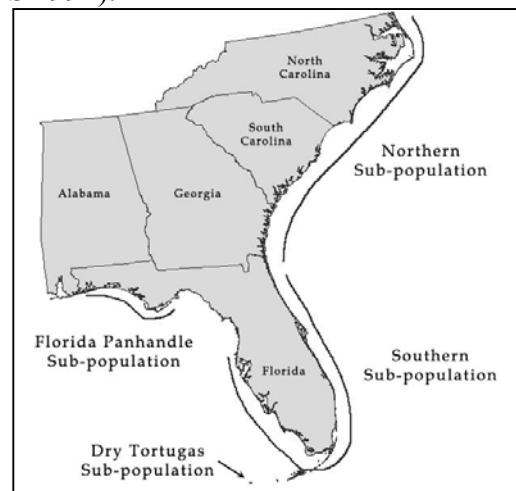 North
Carolina
South
Carolina
Northern
Sub-population
Alabama
Georgia
Florida Panhandle
Sub-population
Florida
Southern
Sub-population
Dry Tortugas
Sub-population